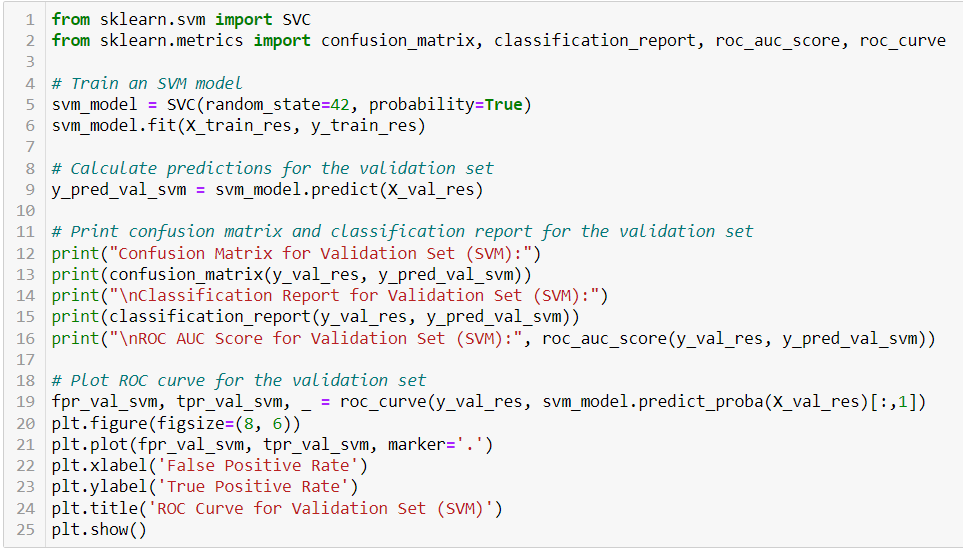 1 from sklearn.svm import SVC
2 from sklearn.metrics import confusion_matrix, classification_report, roc_auc_score, roc_curve
3
4 # Train an SVM model
5 svm_model = SVC(random_state=42, probability=True)
6 svm_model.fit(X_train_res, y_train_res)
7
8 # Calculate predictions for the validation set
9 y_pred_val_svm = svm_model.predict(X_val_res)
10
11 # Print confusion matrix and classification report for the validation set
12 print("Confusion Matrix for Validation Set (SVM):")
13 print(confusion_matrix(y_val_res, y_pred_val_svm))
14 print("\nClassification Report for Validation Set (SVM):")
15 print(classification_report(y_val_res, y_pred_val_svm))
16 print("\nROC AUC Score for Validation Set (SVM):", roc_auc_score(y_val_res, y_pred_val_svm))
17
18 # Plot ROC curve for the validation set
19 fpr_val_svm, tpr_val_svm, _ = roc_curve(y_val_res, svm_model.predict_proba(X_val_res)[:,1])
20 plt.figure(figsize=(8, 6))
21 plt.plot(fpr_val_svm, tpr_val_svm, marker='.')
22 plt.xlabel('False Positive Rate')
23 plt.ylabel('True Positive Rate')
24 plt.title('ROC Curve for Validation Set (SVM)')
25 plt.show()